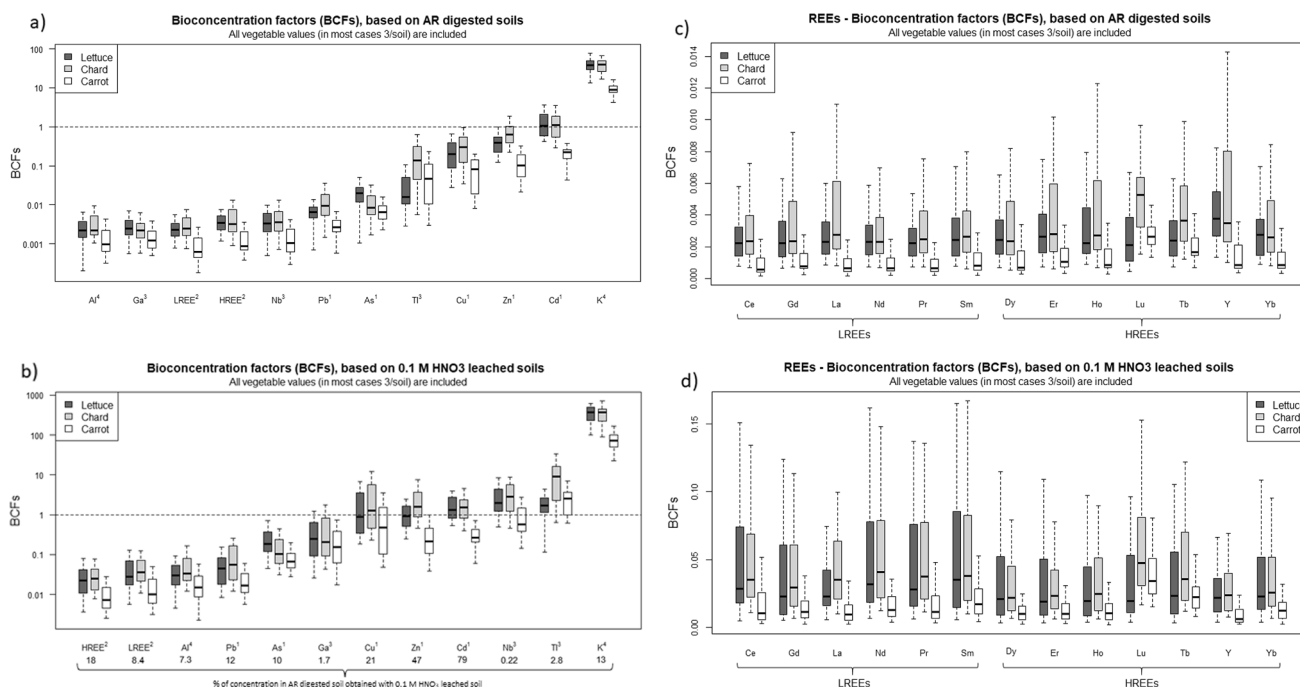 a)
Bioconcentration factors (BCFs), based on AR digested soils
All vegetable values (in most cases 3/soil) are included
Lettuce
Chard
Carrot
BCFs
100
10
1
0.1
0.01
0.001
Al⁴ Ga³ LREE² HREE² Nb³ Pb¹ As¹ Tl³ Cu¹ Zn¹ Cd¹ K⁴
b)
Bioconcentration factors (BCFs), based on 0.1 M HNO3 leached soils
All vegetable values (in most cases 3/soil) are included
Lettuce
Chard
Carrot
BCFs
1000
100
10
1
0.1
0.01
HREE² LREE² Al⁴ Pb¹ As¹ Ga³ Cu¹ Zn¹ Cd¹ Nb³ Tl³ K⁴
18 8.4 7.3 12 10 1.7 21 47 79 0.22 2.8 13
% of concentration in AR digested soil obtained with 0.1 M HNO₃ leached soil
c)
REEs - Bioconcentration factors (BCFs), based on AR digested soils
All vegetable values (in most cases 3/soil) are included
Lettuce
Chard
Carrot
BCFs
0.014
0.012
0.010
0.008
0.006
0.004
0.002
0.000
Ce Gd La Nd Pr Sm Dy Er Ho Lu Tb Y Yb
LREEs HREEs
d)
REEs - Bioconcentration factors (BCFs), based on 0.1 M HNO3 leached soils
All vegetable values (in most cases 3/soil) are included
Lettuce
Chard
Carrot
BCFs
0.15
0.10
0.05
0.00
Ce Gd La Nd Pr Sm Dy Er Ho Lu Tb Y Yb
LREEs HREEs